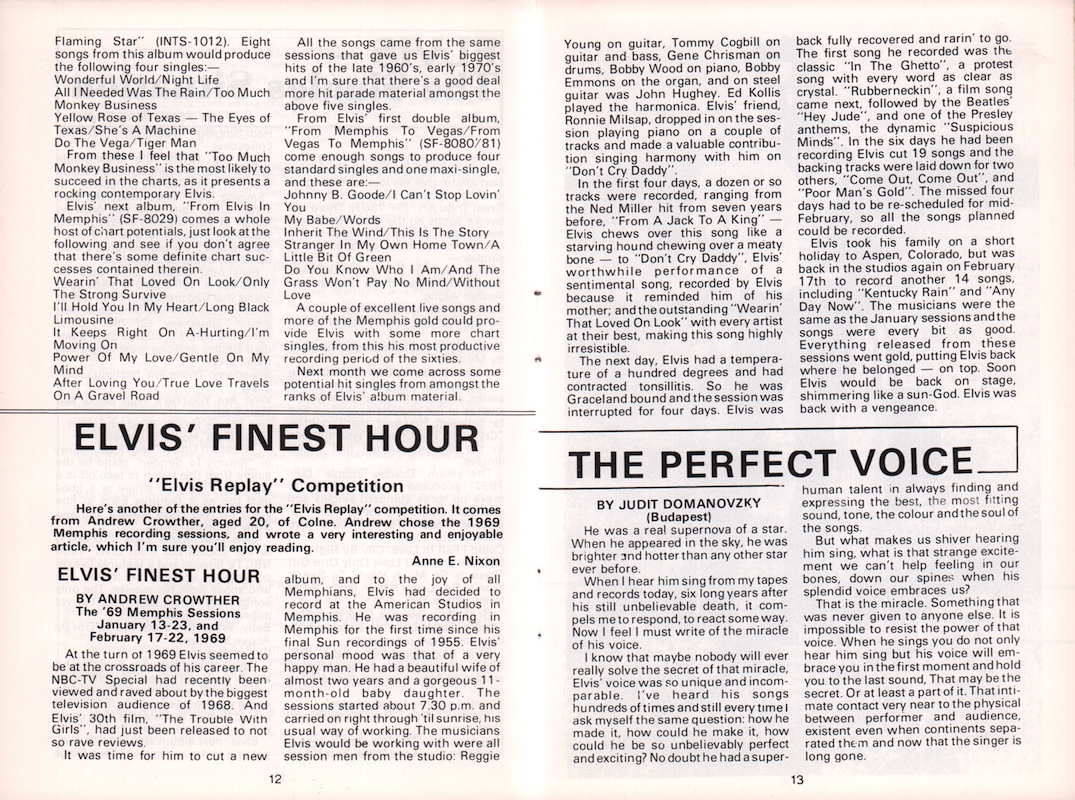 Flaming Star" (INTS-1012). Eight
songs from this album would produce
the following four singles:—
Wonderful World/Night Life
All I Needed Was The Rain/Too Much
Monkey Business
Yellow Rose of Texas — The Eyes of
Texas/She's A Machine
Do The Vega/Tiger Man
From these I feel that "Too Much
Monkey Business" is the most likely to
succeed in the charts, as it presents a
rocking contemporary Elvis.
Elvis' next album, "From Elvis In
Memphis" (SF-8029) comes a whole
host of chart potentials, just look at the
following and see if you don't agree
that there's some definite chart suc-
cesses contained therein.
Wearin' That Loved On Look/Only
The Strong Survive
I'll Hold You In My Heart/Long Black
Limousine
It Keeps Right On A-Hurting/I'm
Moving On
Power Of My Love/Gentle On My
Mind
After Loving You/True Love Travels
On A Gravel Road
All the songs came from the same
sessions that gave us Elvis' biggest
hits of the late 1960's, early 1970's
and I'm sure that there's a good deal
more hit parade material amongst the
above five singles.
From Elvis' first double album,
"From Memphis To Vegas/From
Vegas To Memphis" (SF-8080/81)
come enough songs to produce four
standard singles and one maxi-single,
and these are:—
Johnny B. Goode/I Can't Stop Lovin'
You
My Babe/Words
Inherit The Wind/This Is The Story
Stranger In My Own Home Town/A
Little Bit Of Green
Do You Know Who I Am/And The
Grass Won't Pay No Mind/Without
Love
A couple of excellent live songs and
more of the Memphis gold could pro-
vide Elvis with some more chart
singles, from this his most productive
recording period of the sixties.
Next month we come across some
potential hit singles from amongst the
ranks of Elvis' album material.
ELVIS' FINEST HOUR
"Elvis Replay" Competition
Here's another of the entries for the "Elvis Replay" competition. It comes
from Andrew Crowther, aged 20, of Colne. Andrew chose the 1969
Memphis recording sessions, and wrote a very interesting and enjoyable
article, which I'm sure you'll enjoy reading.
Anne E. Nixon
ELVIS' FINEST HOUR
BY ANDREW CROWTHER
The '69 Memphis Sessions
January 13-23, and
February 17-22, 1969
At the turn of 1969 Elvis seemed to
be at the crossroads of his career. The
NBC-TV Special had recently been
viewed and raved about by the biggest
television audience of 1968. And
Elvis' 30th film, "The Trouble With
Girls", had just been released to not
so rave reviews.
It was time for him to cut a new
album, and to the joy of all
Memphians, Elvis had decided to
record at the American Studios in
Memphis. He was recording in
Memphis for the first time since his
final Sun recordings of 1955. Elvis'
personal mood was that of a very
happy man. He had a beautiful wife of
almost two years and a gorgeous 11-
month-old baby daughter. The
sessions started about 7.30 p.m. and
carried on right through 'til sunrise, his
usual way of working. The musicians
Elvis would be working with were all
session men from the studio: Reggie
12
Young on guitar, Tommy Cogbill on
guitar and bass, Gene Chrisman on
drums, Bobby Wood on piano, Bobby
Emmons on the organ, and on steel
guitar was John Hughey. Ed Kollis
played the harmonica. Elvis' friend,
Ronnie Milsap, dropped in on the ses-
sion playing piano on a couple of
tracks and made a valuable contribu-
tion singing harmony with him on
"Don't Cry Daddy".
In the first four days, a dozen or so
tracks were recorded, ranging from
the Ned Miller hit from seven years
before, "From A Jack To A King" —
Elvis chews over this song like a
starving hound chewing over a meaty
bone — to "Don't Cry Daddy", Elvis'
worthwhile performance of a
sentimental song, recorded by Elvis
because it reminded him of his
mother; and the outstanding "Wearin'
That Loved On Look" with every artist
at their best, making this song highly
irresistible.
The next day, Elvis had a tempera-
ture of a hundred degrees and had
contracted tonsillitis. So he was
Graceland bound and the session was
interrupted for four days. Elvis was
back fully recovered and rarin' to go.
The first song he recorded was the
classic "In The Ghetto", a protest
song with every word as clear as
crystal. "Rubberneckin", a film song
came next, followed by the Beatles'
"Hey Jude", and one of the Presley
anthems, the dynamic "Suspicious
Minds". In the six days he had been
recording Elvis cut 19 songs and the
backing tracks were laid down for two
others, "Come Out, Come Out", and
"Poor Man's Gold". The missed four
days had to be re-scheduled for mid-
February, so all the songs planned
could be recorded.
Elvis took his family on a short
holiday to Aspen, Colorado, but was
back in the studios again on February
17th to record another 14 songs,
including "Kentucky Rain" and "Any
Day Now". The musicians were the
same as the January sessions and the
songs were every bit as good.
Everything released from these
sessions went gold, putting Elvis back
where he belonged — on top. Soon
Elvis would be back on stage,
shimmering like a sun-God. Elvis was
back with a vengeance.
THE PERFECT VOICE
BY JUDIT DOMANOVZKY
(Budapest)
He was a real supernova of a star.
When he appeared in the sky, he was
brighter and hotter than any other star
ever before.
When I hear him sing from my tapes
and records today, six long years after
his still unbelievable death, it com-
pels me to respond, to react some way.
Now I feel I must write of the miracle
of his voice.
I know that maybe nobody will ever
really solve the secret of that miracle,
Elvis' voice was so unique and incom-
parable. I've heard his songs
hundreds of times and still every time I
ask myself the same question: how he
made it, how could he make it, how
could he be so unbelievably perfect
and exciting? No doubt he had a super-
human talent in always finding and
expressing the best, the most fitting
sound, tone, the colour and the soul of
the songs.
But what makes us shiver hearing
him sing, what is that strange excite-
ment we can't help feeling in our
bones, down our spines when his
splendid voice embraces us?
That is the miracle. Something that
was never given to anyone else. It is
impossible to resist the power of that
voice. When he sings you do not only
hear him sing but his voice will em-
brace you in the first moment and hold
you to the last sound, That may be the
secret. Or at least a part of it. That inti-
mate contact very near to the physical
between performer and audience,
existent even when continents sepa-
rated them and now that the singer is
long gone.
13